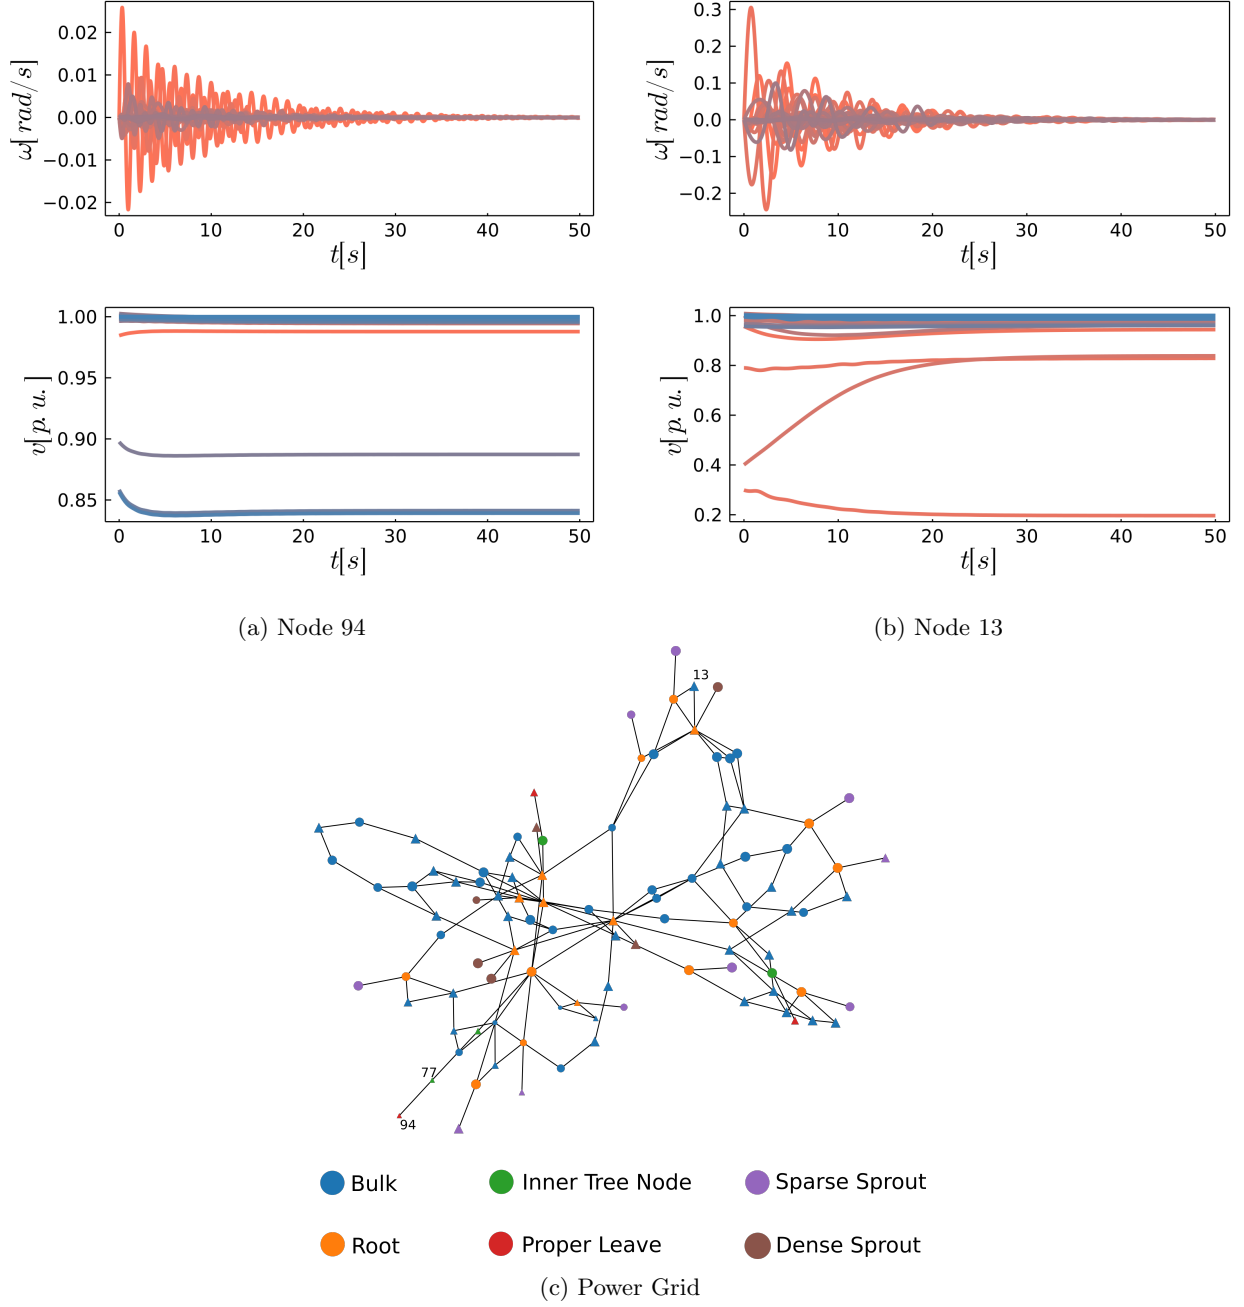 0.02
0.01
0.00
−0.01
−0.02
ω[rad/s]
0 10 20 30 40 50
t[s]
0.3
0.2
0.1
0.0
−0.1
−0.2
ω[rad/s]
0 10 20 30 40 50
t[s]
1.00
0.95
0.90
0.85
v[p.u.]
0 10 20 30 40 50
t[s]
1.0
0.8
0.6
0.4
0.2
v[p.u.]
0 10 20 30 40 50
t[s]
(a) Node 94
(b) Node 13
13
77
94
Bulk
Inner Tree Node
Sparse Sprout
Root
Proper Leave
Dense Sprout
(c) Power Grid